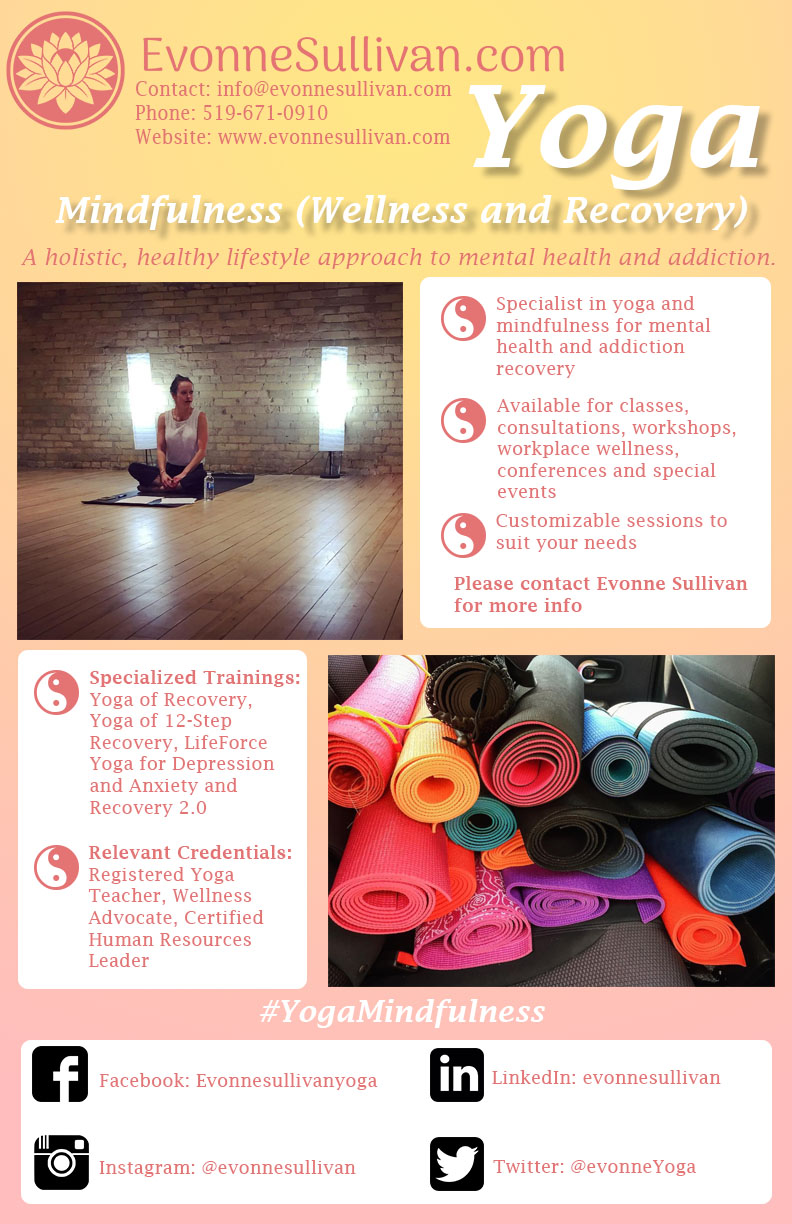 EvonneSullivan.com
Contact: info@evonnesullivan.com
Phone: 519-671-0910
Website: www.evonnesullivan.com
Yoga
Mindfulness (Wellness and Recovery)
A holistic, healthy lifestyle approach to mental health and addiction.
Specialist in yoga and
mindfulness for mental
health and addiction
recovery
Available for classes,
consultations, workshops,
workplace wellness,
conferences and special
events
Customizable sessions to
suit your needs
Please contact Evonne Sullivan
for more info
Specialized Trainings:
Yoga of Recovery,
Yoga of 12-Step
Recovery, LifeForce
Yoga for Depression
and Anxiety and
Recovery 2.0
Relevant Credentials:
Registered Yoga
Teacher, Wellness
Advocate, Certified
Human Resources
Leader
#YogaMindfulness
Facebook: Evonnesullivanyoga
LinkedIn: evonnesullivan
Instagram: @evonnesullivan
Twitter: @evonneYoga